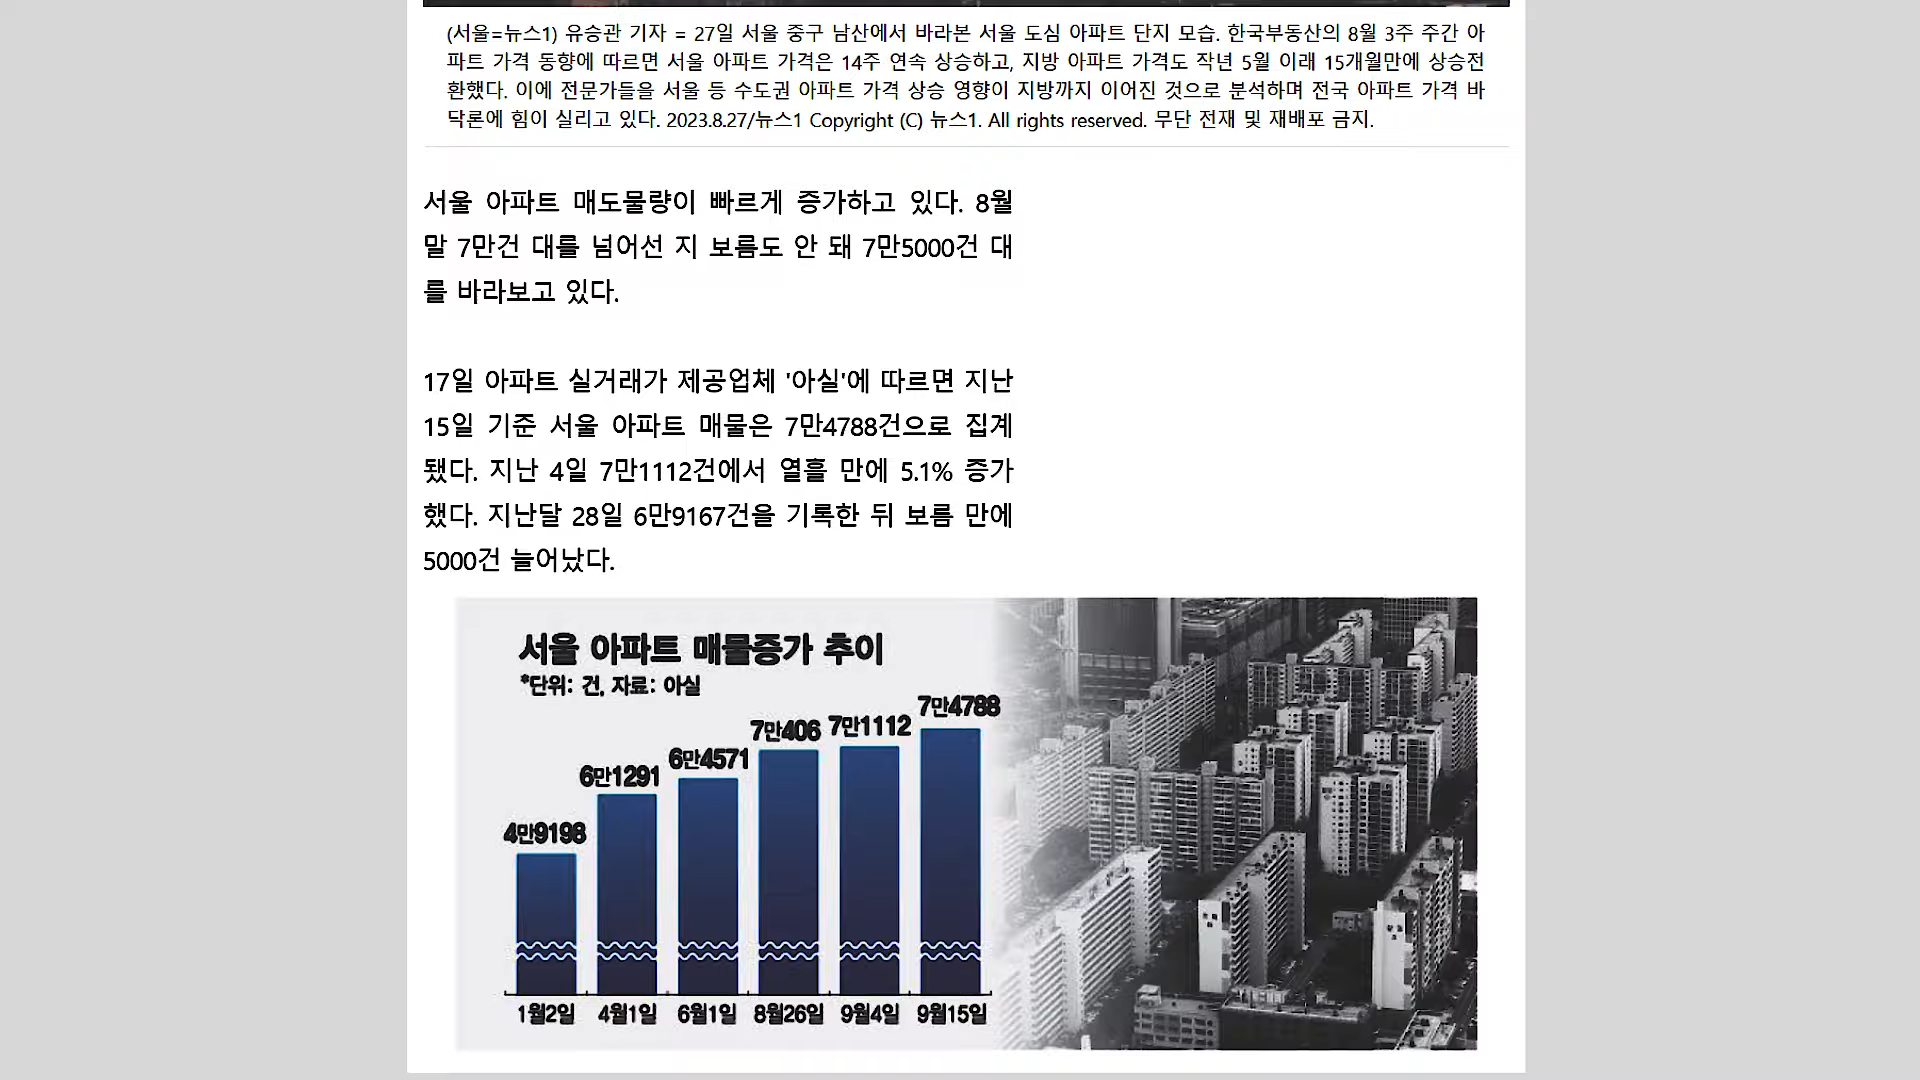 (서울=뉴스1) 유승관 기자 = 27일 서울 중구 남산에서 바라본 서울 도심 아파트 단지 모습. 한국부동산의 8월 3주 주간 아
파트 가격 동향에 따르면 서울 아파트 가격은 14주 연속 상승하고, 지방 아파트 가격도 작년 5월 이래 15개월만에 상승전
환했다. 이에 전문가들을 서울 등 수도권 아파트 가격 상승 영향이 지방까지 이어진 것으로 분석하며 전국 아파트 가격 바
닥론에 힘이 실리고 있다. 2023.8.27/뉴스1 Copyright (C) 뉴스1. All rights reserved. 무단 전재 및 재배포 금지.
서울 아파트 매도물량이 빠르게 증가하고 있다. 8월
말 7만건 대를 넘어선 지 보름도 안 돼 7만5000건 대
를 바라보고 있다.
17일 아파트 실거래가 제공업체 '아실'에 따르면 지난
15일 기준 서울 아파트 매물은 7만4788건으로 집계
됐다. 지난 4일 7만1112건에서 열흘 만에 5.1% 증가
했다. 지난달 28일 6만9167건을 기록한 뒤 보름 만에
5000건 늘어났다.
서울 아파트 매물증가 추이
*단위: 건, 자료: 아실
4만9198 6만1291 6만4571 7만406 7만1112 7만4788
1월2일 4월1일 6월1일 8월26일 9월4일 9월15일